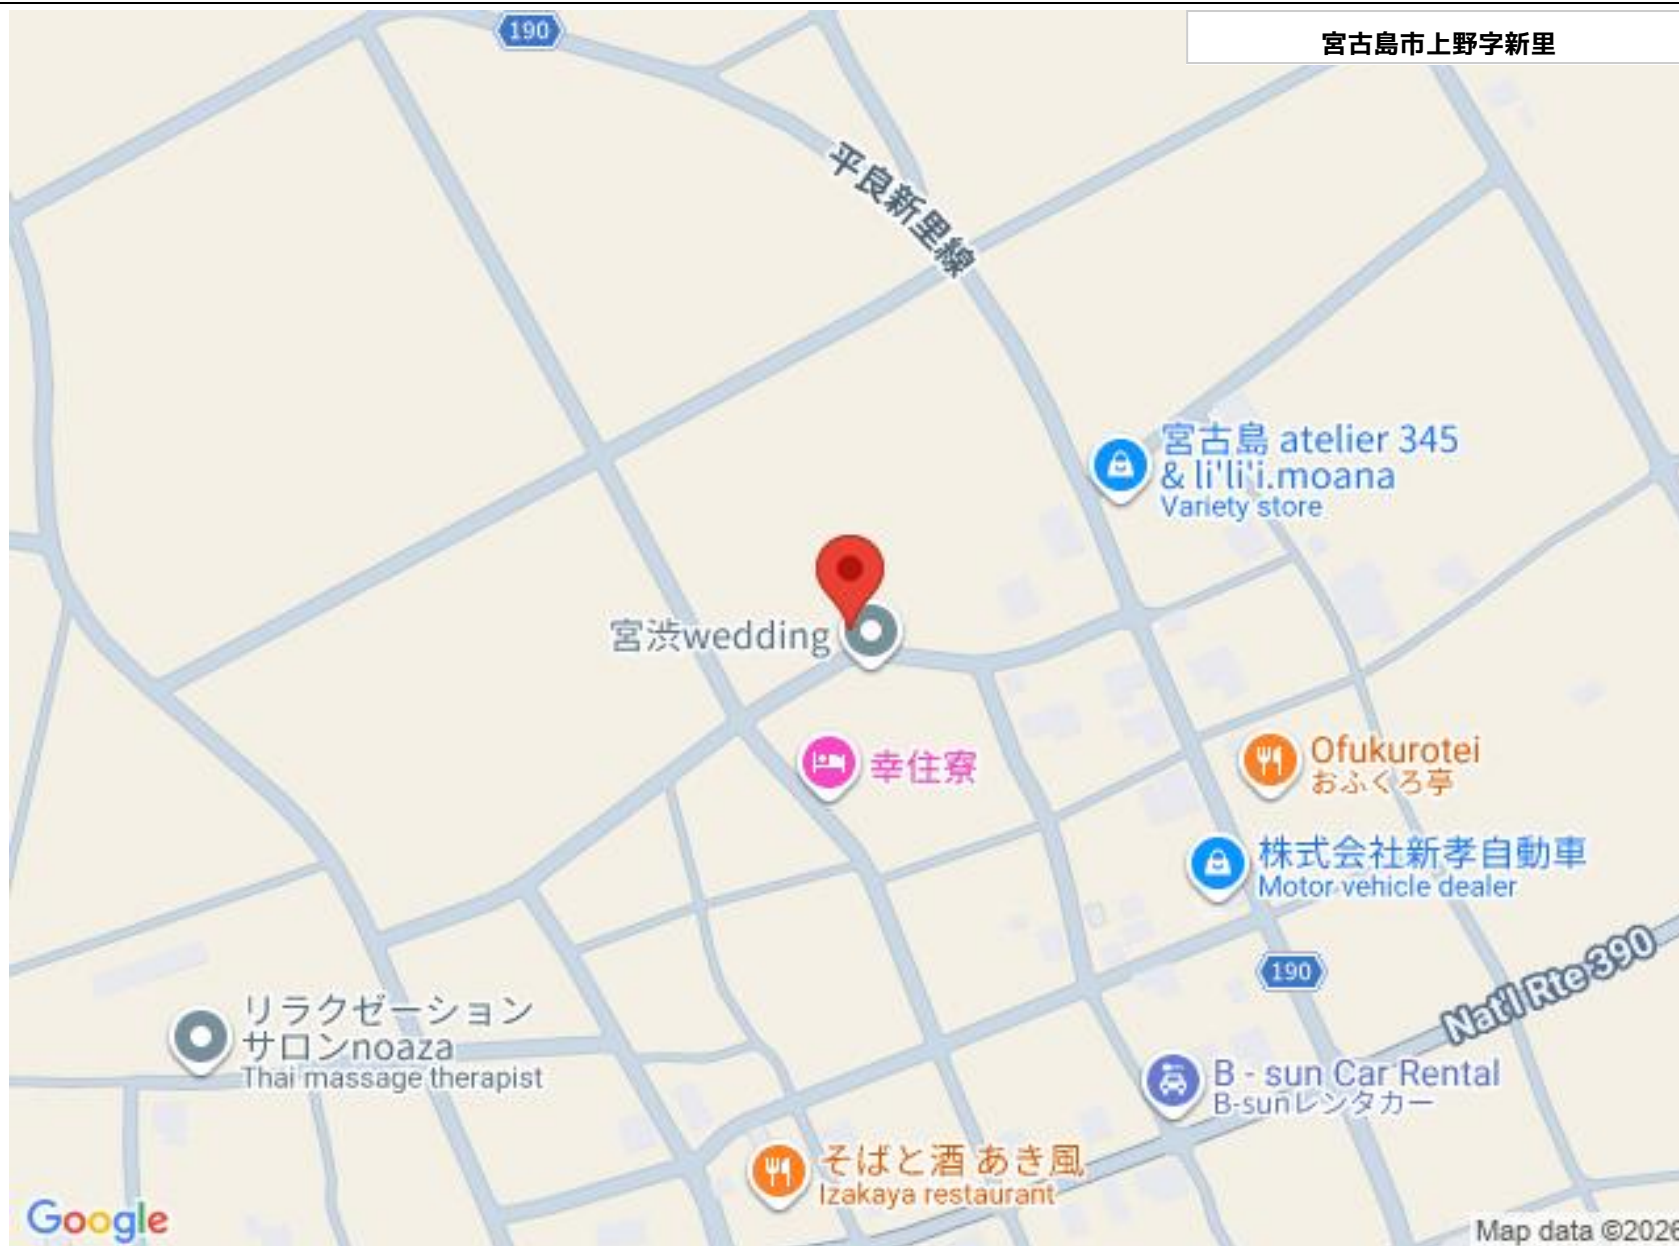 190
宮古島市上野字新里
平良新里線
宮古島 atelier 345
& li'li'i.moana
Variety store
宮渋wedding
幸住寮
Ofukurotei
おふくろ亭
株式会社新孝自動車
Motor vehicle dealer
190
Nat'l Rte 390
リラクゼーション
サロンnoaza
Thai massage therapist
B - sun Car Rental
B-sunレンタカー
そばと酒 あき風
Izakaya restaurant
Google
Map data ©2026